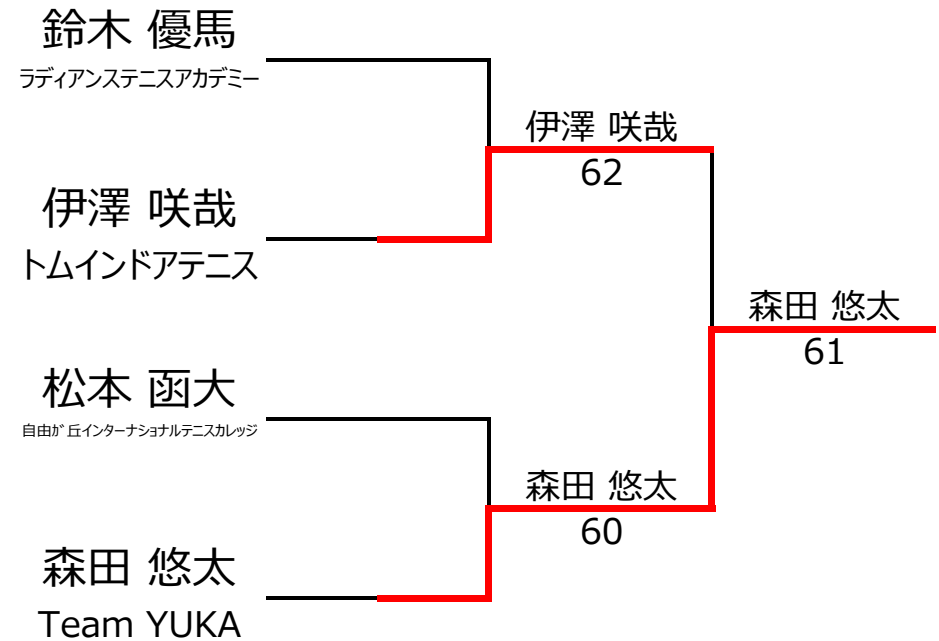 鈴木 優馬
ラディアンステニスアカデミー
伊澤 咲哉
62
伊澤 咲哉
トムインドアテニス
森田 悠太
61
松本 函大
自由が丘インターナショナルテニスカレッジ
森田 悠太
60
森田 悠太
Team YUKA